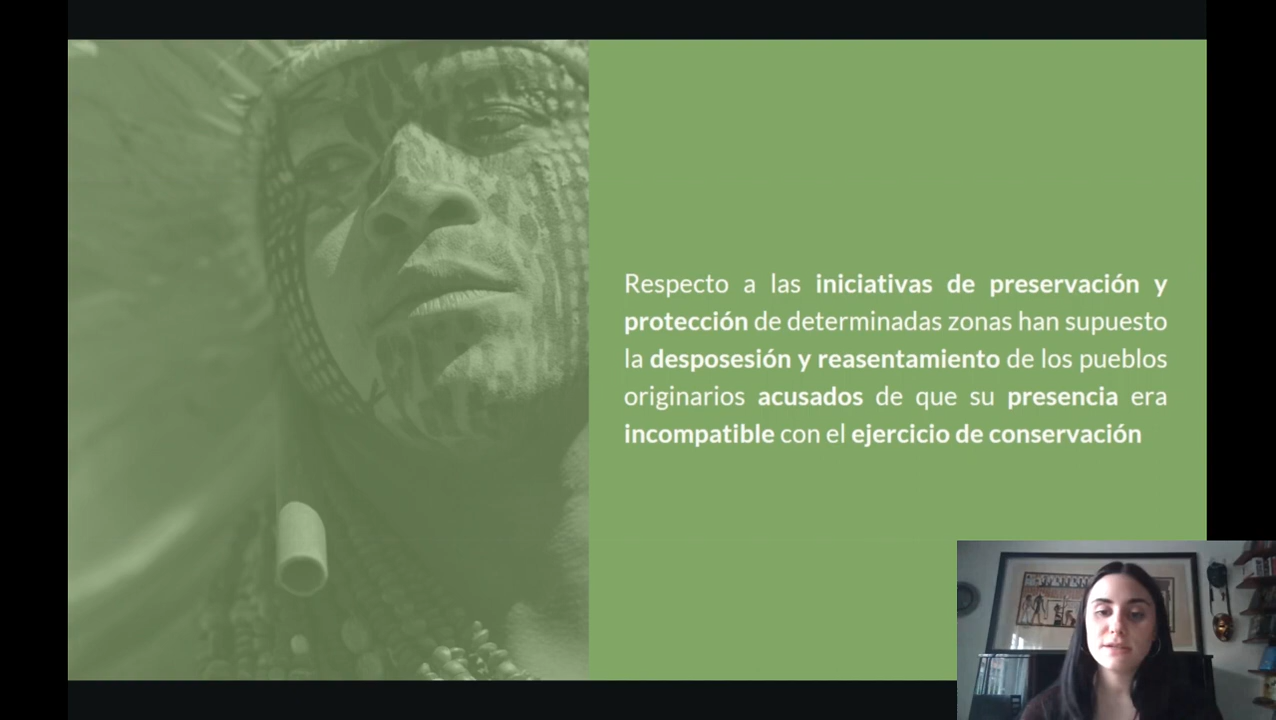 Respecto a las iniciativas de preservación y
protección de determinadas zonas han supuesto
la desposesión y reasentamiento de los pueblos
originarios acusados de que su presencia era
incompatible con el ejercicio de conservación